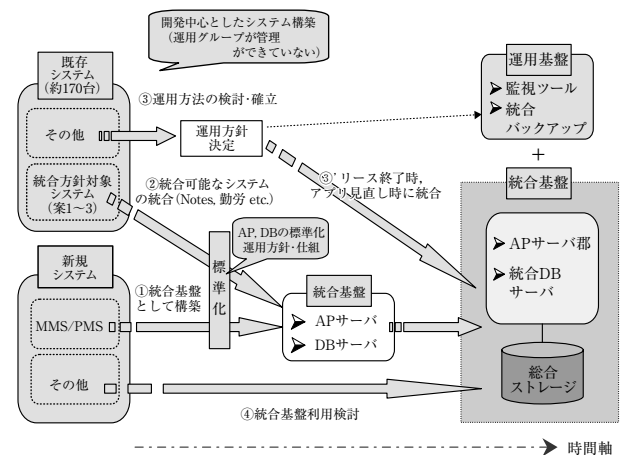 開発中心としたシステム構築
(運用グループが管理
ができていない)
既存
システム
(約170台)
③運用方法の検討・確立
その他
運用方針
決定
統合方針対象
システム
(案1〜3)
②統合可能なシステム
の統合(Notes, 勤労 etc.)
③リース終了時,
アプリ見直し時に統合
運用基盤
監視ツール
統合
バックアップ
+
統合基盤
APサーバ郡
統合DB
サーバ
総合
ストレージ
AP, DBの標準化
運用方針・仕組
標準化
新規
システム
①統合基盤
として構築
MMS/PMS
統合基盤
APサーバ
DBサーバ
その他
④統合基盤利用検討
時間軸